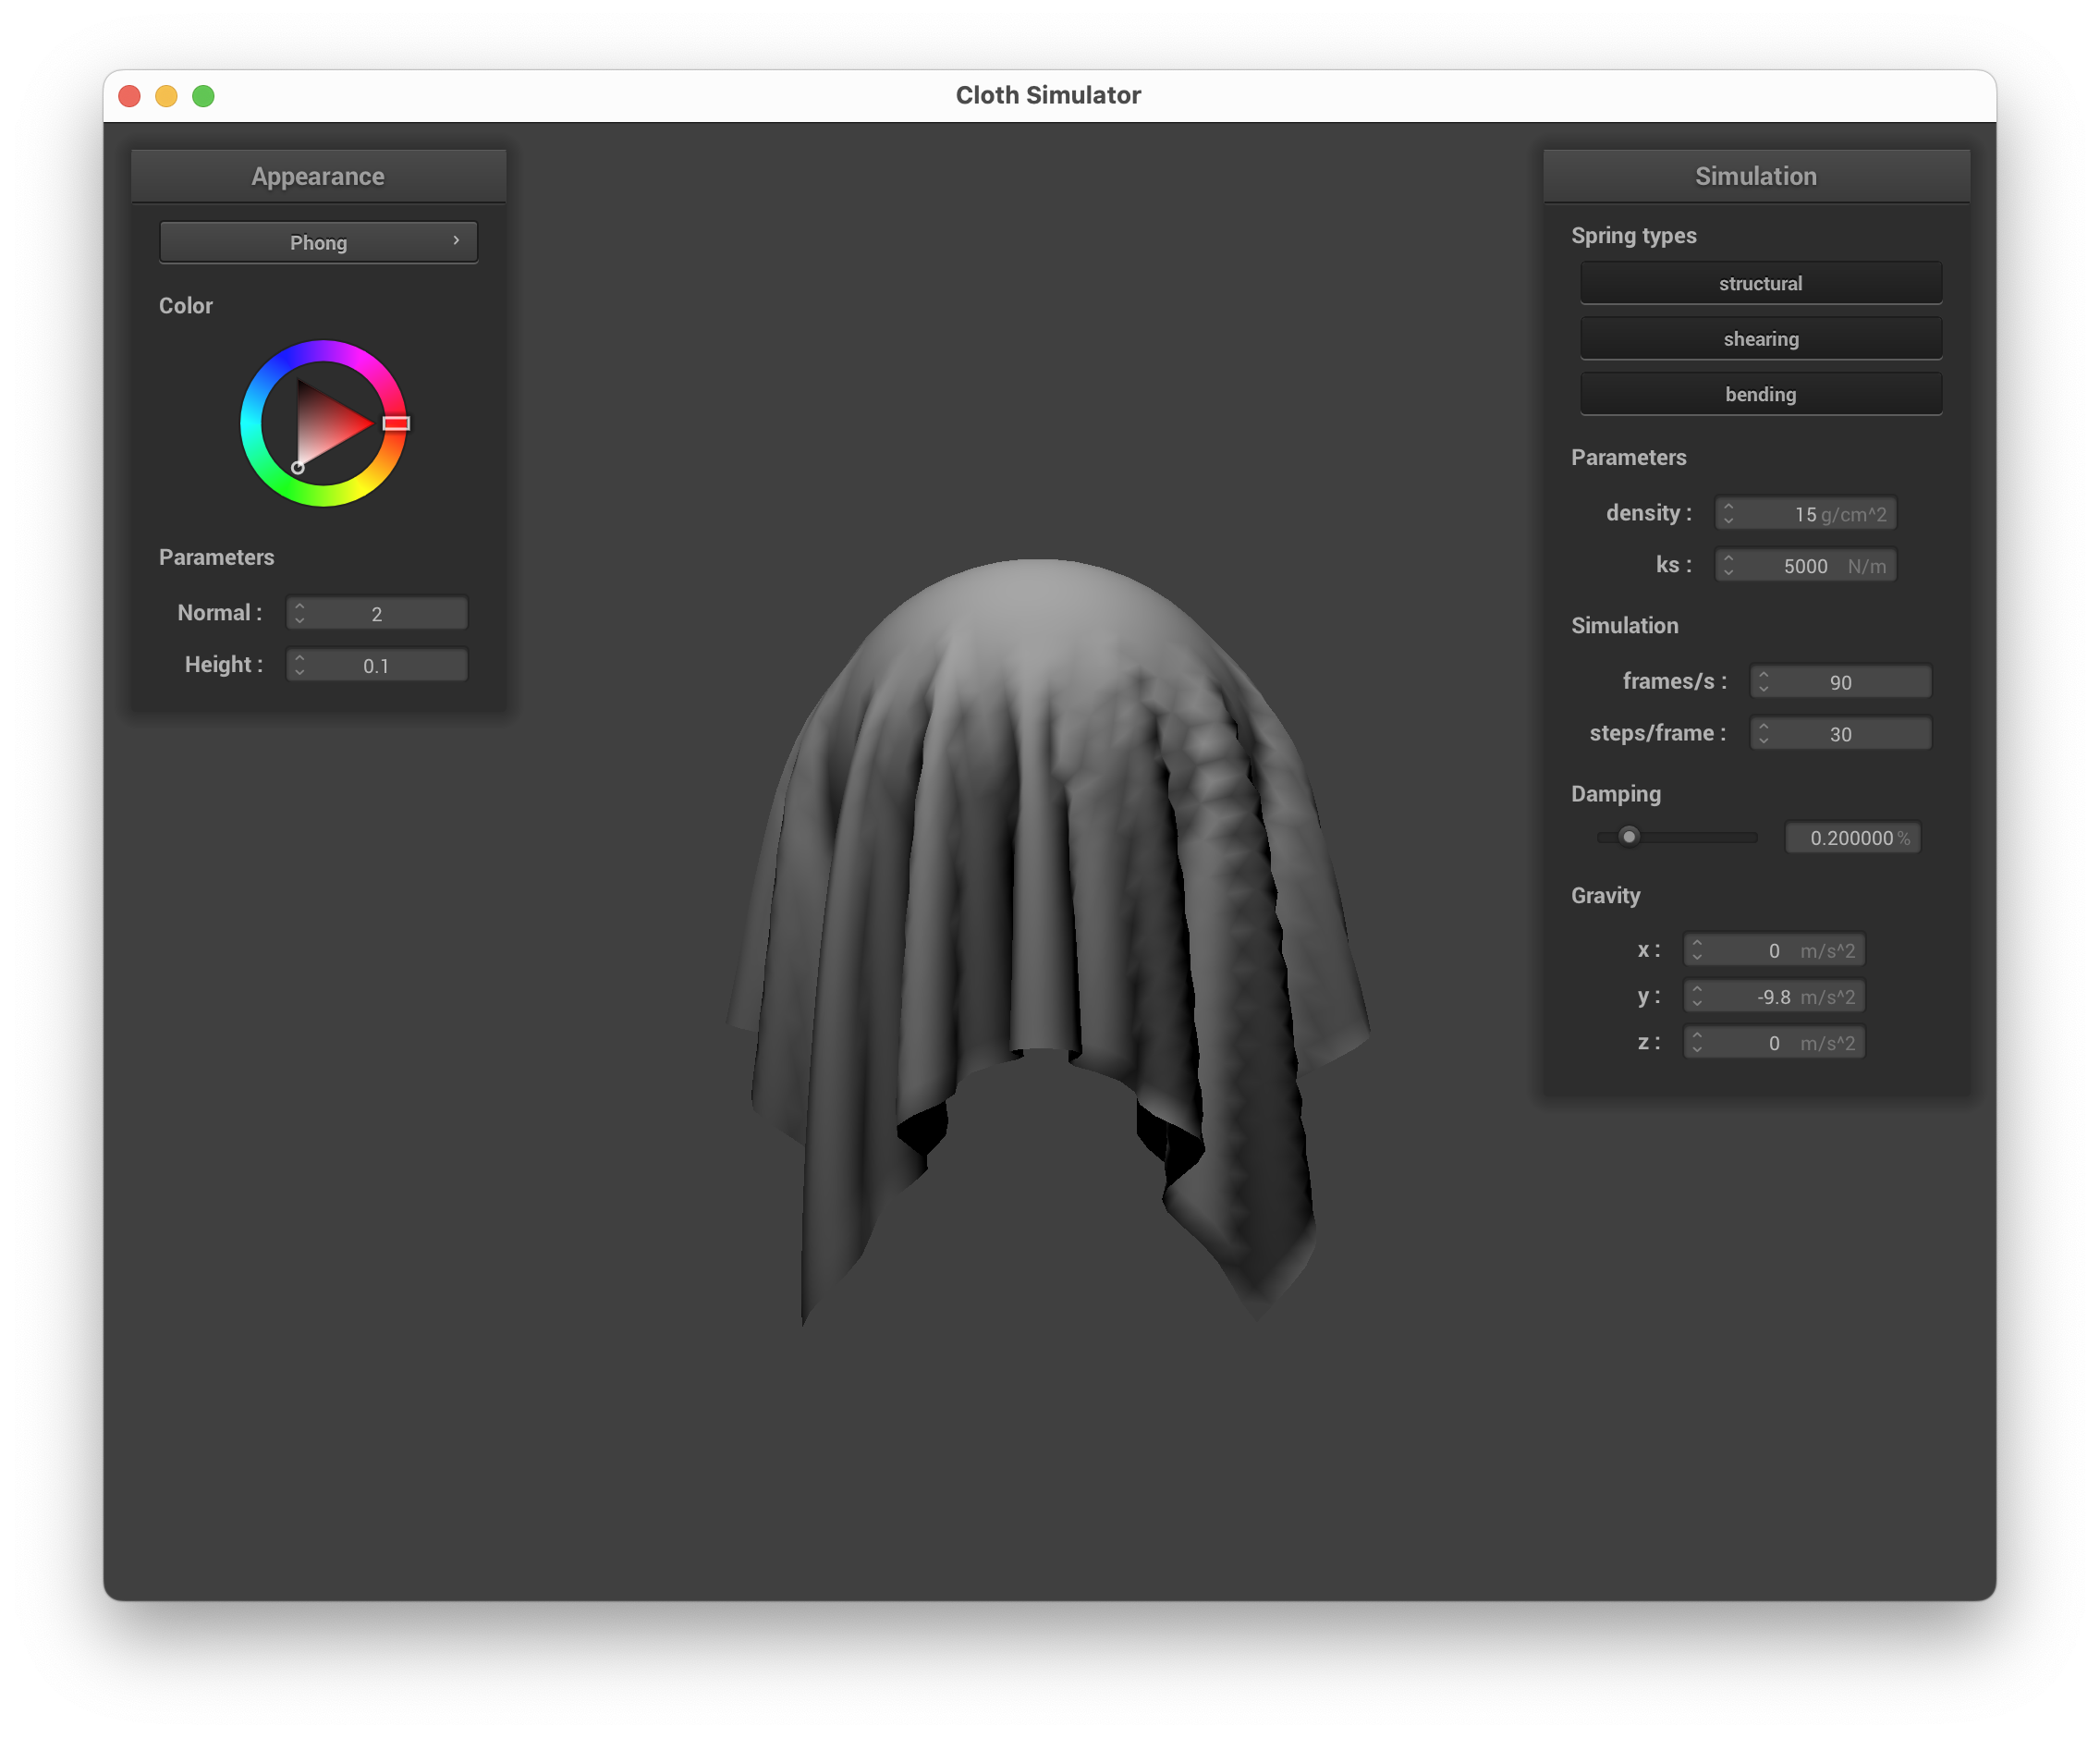 Cloth Simulator
Appearance
Phong
Color
Parameters
Normal : 2
Height : 0.1
Simulation
Spring types
structural
shearing
bending
Parameters
density : 15 g/cm^2
ks : 5000 N/m
Simulation
frames/s : 90
steps/frame : 30
Damping
0.200000 %
Gravity
x : 0 m/s^2
y : -9.8 m/s^2
z : 0 m/s^2